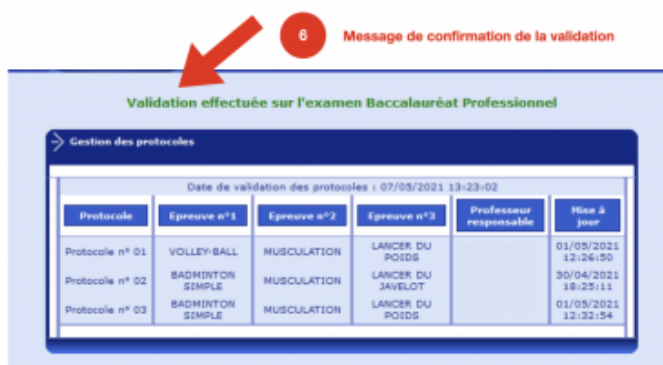 6 Message de confirmation de la validation
Validation effectuée sur l'examen Baccalauréat Professionnel
Gestion des protocoles
Date de validation des protocoles : 07/05/2021 13:23:02
Protocole Epreuve n°1 Epreuve n°2 Epreuve n°3 Professeur responsable Mise à jour
Protocole n° 01 VOLLEY-BALL MUSCULATION LANCER DU POIDS 01/05/2021 12:26:50
Protocole n° 02 BADMINTON SIMPLE MUSCULATION LANCER DU JAVELOT 30/04/2021 18:25:11
Protocole n° 03 BADMINTON SIMPLE MUSCULATION LANCER DU POIDS 01/05/2021 12:32:54